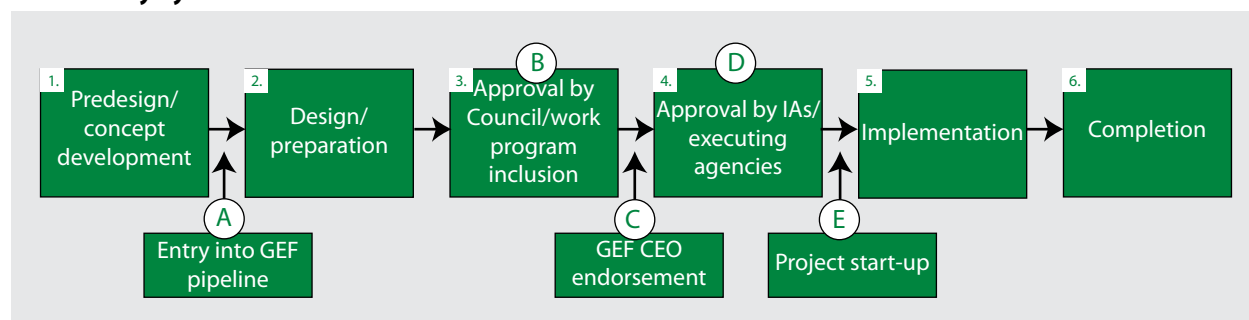 1.
Predesign/
concept
development
2.
Design/
preparation
3.
B
Approval by
Council/work
program
inclusion
4.
D
Approval by IAs/
executing
agencies
5.
Implementation
6.
Completion
A
Entry into GEF
pipeline
C
GEF CEO
endorsement
E
Project start-up